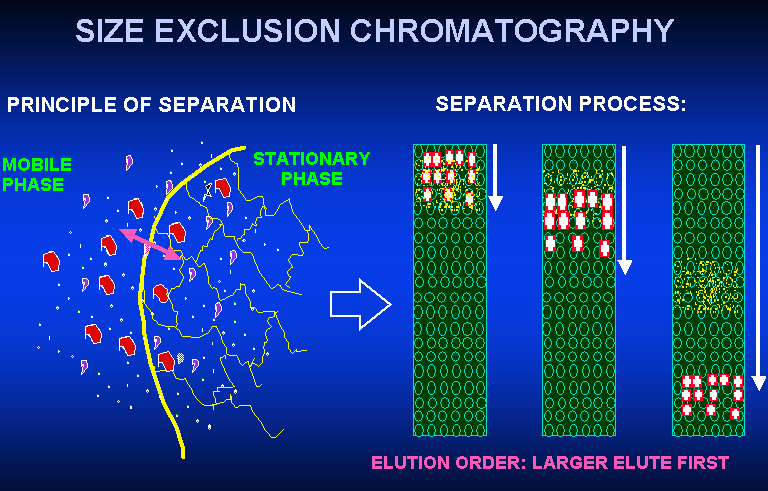 SIZE EXCLUSION CHROMATOGRAPHY
PRINCIPLE OF SEPARATION
SEPARATION PROCESS:
MOBILE
PHASE
STATIONARY
PHASE
ELUTION ORDER: LARGER ELUTE FIRST